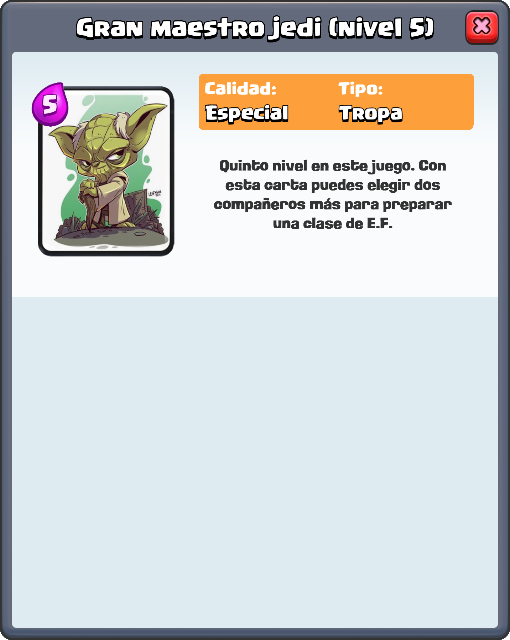 Gran maestro jedi (nivel 5)
5
Calidad: Tipo:
Especial Tropa
Quinto nivel en este juego. Con
esta carta puedes elegir dos
compañeros más para preparar
una clase de E.F.